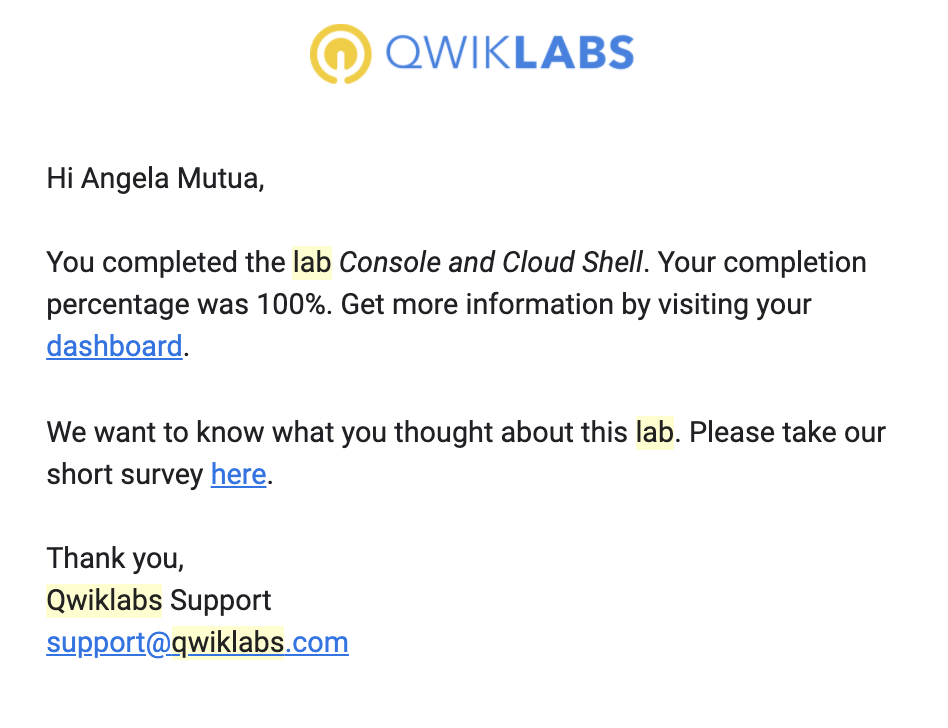 QWIKLABS
Hi Angela Mutua,
You completed the lab Console and Cloud Shell. Your completion
percentage was 100%. Get more information by visiting your
dashboard.
We want to know what you thought about this lab. Please take our
short survey here.
Thank you,
Qwiklabs Support
support@qwiklabs.com